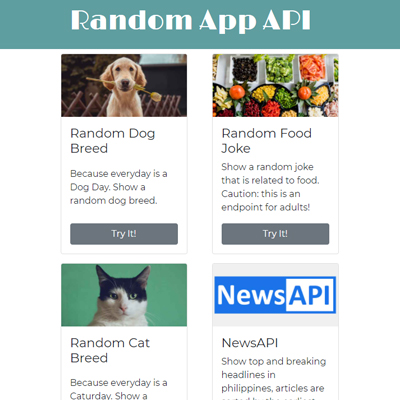 Random App API
Random Dog
Breed
Because everyday is a
Dog Day. Show a
random dog breed.
Try It!
Random Food
Joke
Show a random joke
that is related to food.
Caution: this is an
endpoint for adults!
Try It!
Random Cat
Breed
Because everyday is a
Caturday. Show a
NewsAPI
NewsAPI
Show top and breaking
headlines in
philippines, articles are